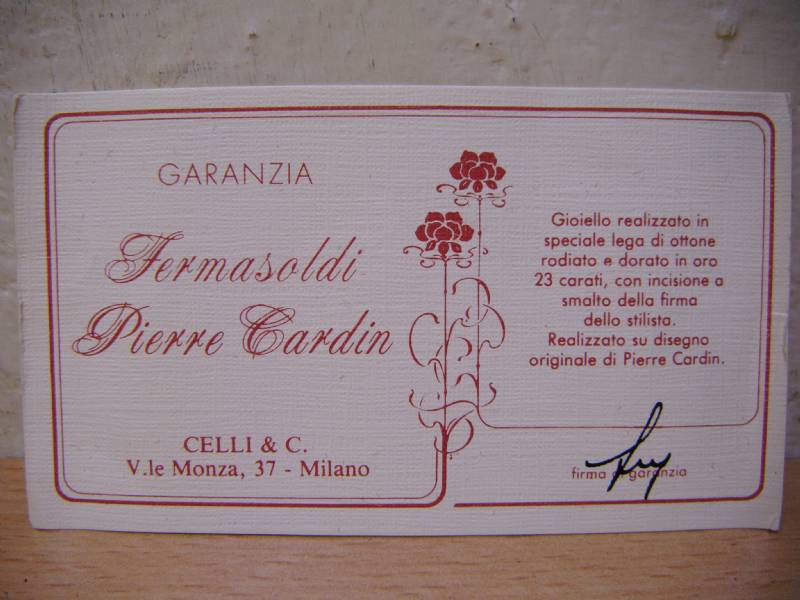 GARANZIA
Fermasoldi
Pierre Cardin
CELLI & C.
V.le Monza, 37 - Milano
Gioiello realizzato in
speciale lega di ottone
rodiato e dorato in oro
23 carati, con incisione a
smalto della firma
dello stilista.
Realizzato su disegno
originale di Pierre Cardin.
firma di garanzia